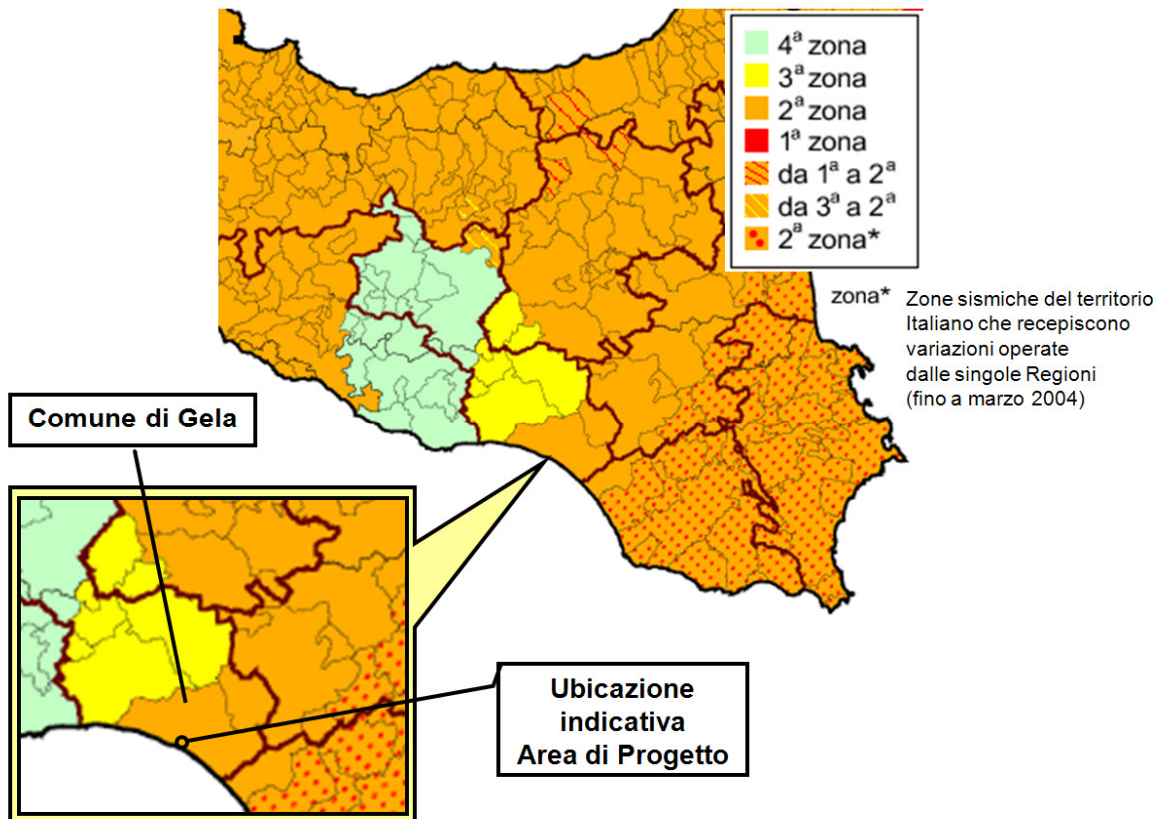 4ª zona
3ª zona
2ª zona
1ª zona
da 1ª a 2ª
da 3ª a 2ª
2ª zona*
zona* Zone sismiche del territorio
Italiano che recepiscono
variazioni operate
dalle singole Regioni
(fino a marzo 2004)
Comune di Gela
Ubicazione
indicativa
Area di Progetto